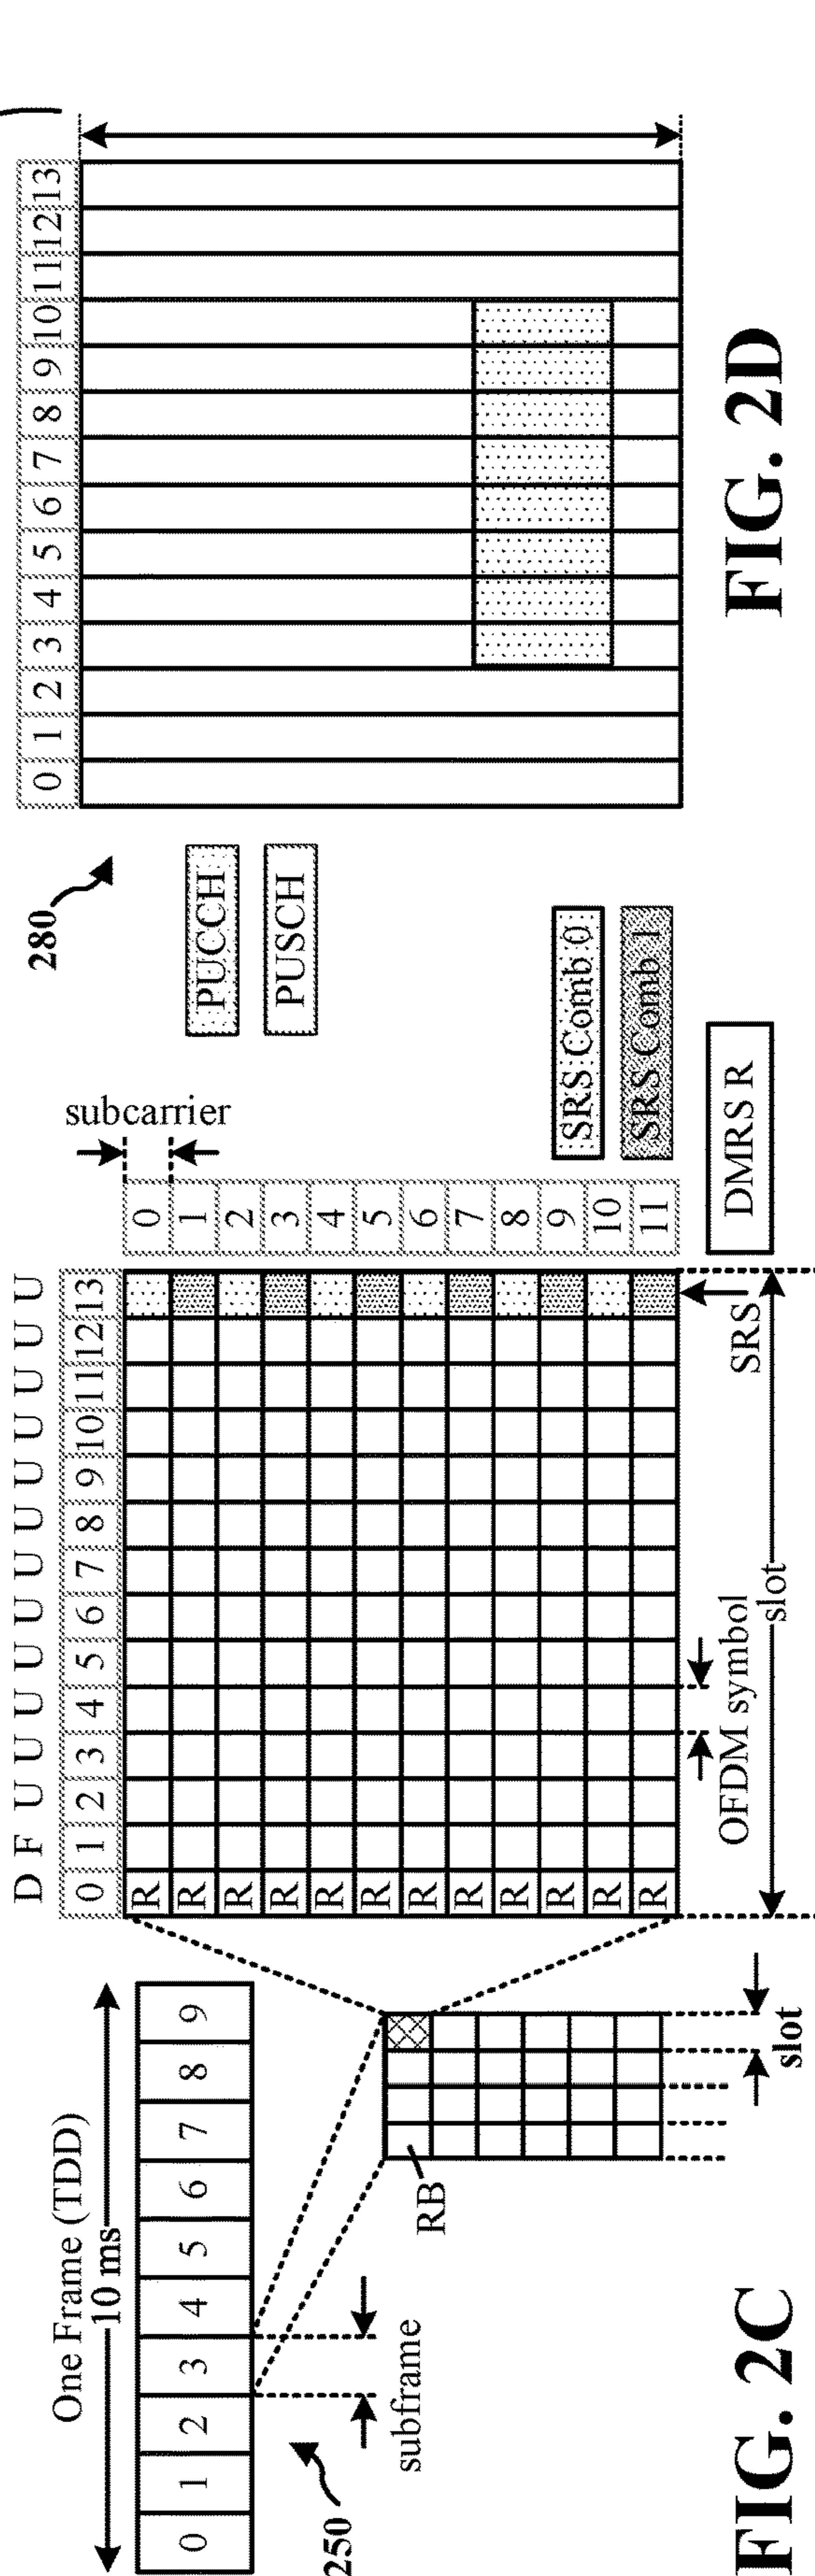 One Frame (TDD)
10 ms
0 1 2 3 4 5 6 7 8 9
250
subframe
RB
slot
FIG. 2C
D F U U U U U U U U U U U U
0 1 2 3 4 5 6 7 8 9 10 11 12 13
R 0
R 1
R 2
R 3
R 4
R 5
R 6
R 7
R 8
R 9
R 10
R 11
subcarrier
OFDM symbol
SRS
slot
280
PUCCH
PUSCH
SRS Comb 0
SRS Comb 1
DMRS R
0 1 2 3 4 5 6 7 8 9 10 11 12 13
FIG. 2D